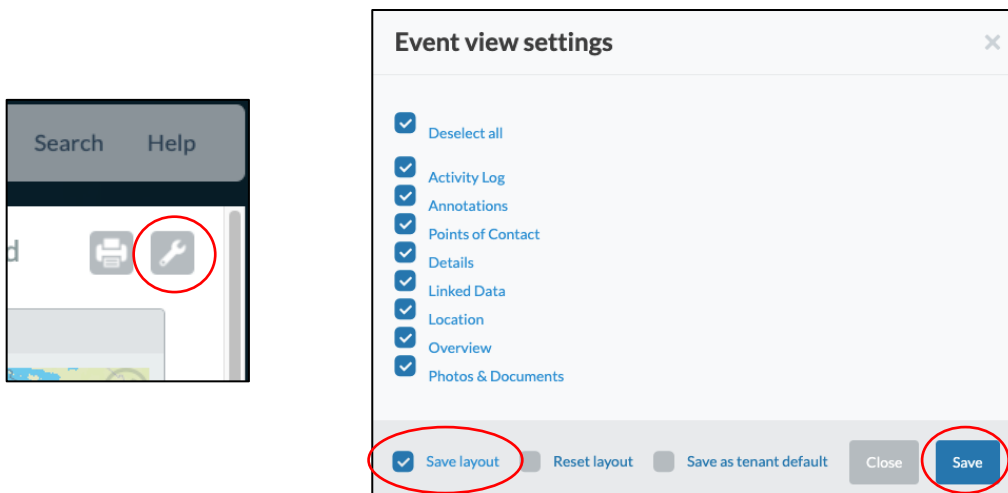 Search Help
d
Event view settings
Deselect all
Activity Log
Annotations
Points of Contact
Details
Linked Data
Location
Overview
Photos & Documents
Save layout Reset layout Save as tenant default Close Save